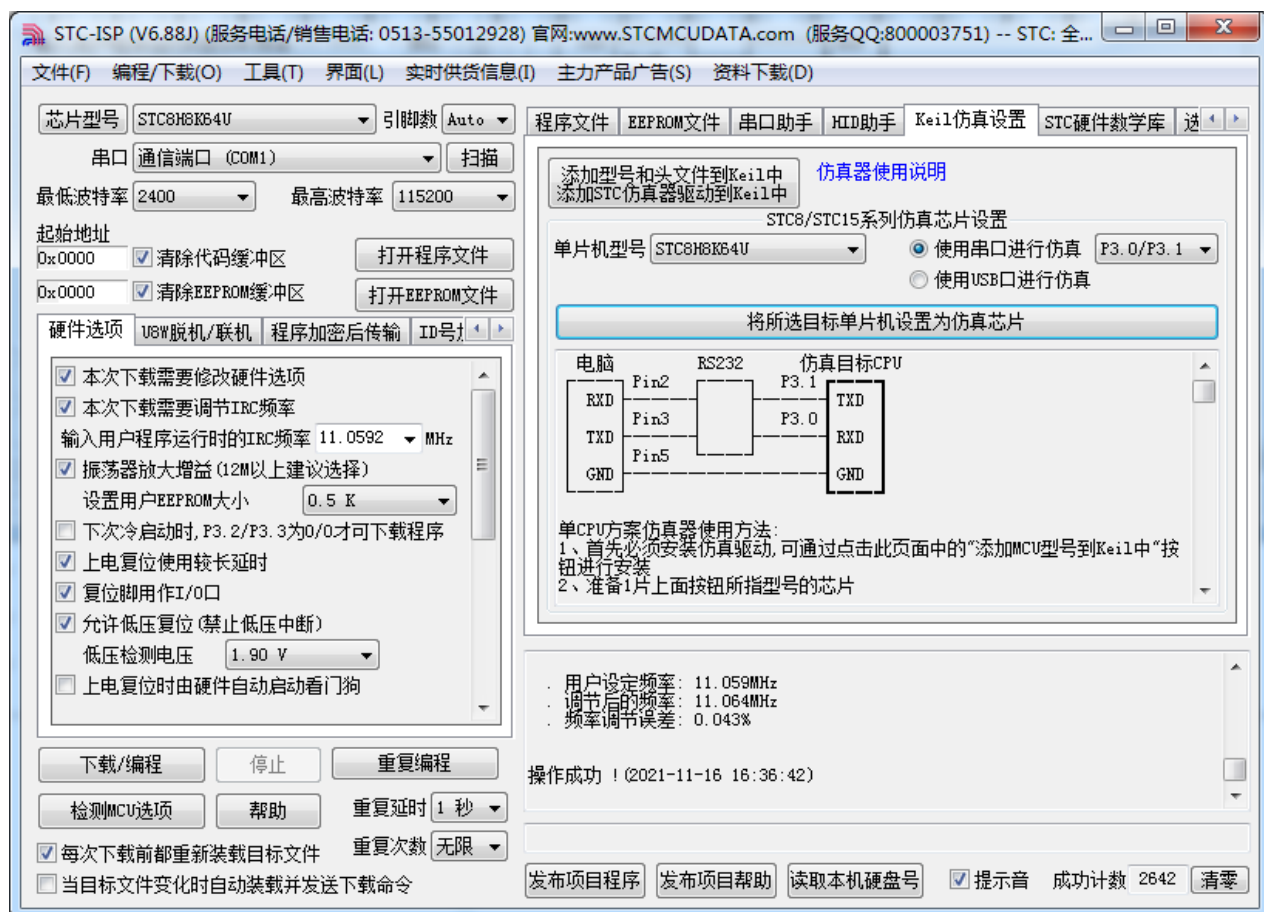 STC-ISP (V6.88J) (服务电话/销售电话: 0513-55012928) 官网:www.STCMCUDATA.com (服务QQ:800003751) -- STC: 全...
文件(F) 编程/下载(O) 工具(T) 界面(L) 实时供货信息(I) 主力产品广告(S) 资料下载(D)
芯片型号 STC8H8K64U 引脚数 Auto
串口 通信端口 (COM1) 扫描
最低波特率 2400 最高波特率 115200
起始地址
0x0000 清除代码缓冲区 打开程序文件
0x0000 清除EEPROM缓冲区 打开EEPROM文件
硬件选项 U8W脱机/联机 程序加密后传输 ID号
本次下载需要修改硬件选项
本次下载需要调节IRC频率
输入用户程序运行时的IRC频率 11.0592 MHz
振荡器放大增益(12M以上建议选择)
设置用户EEPROM大小 0.5 K
下次冷启动时,P3.2/P3.3为0/0才可下载程序
上电复位使用较长延时
复位脚用作I/O口
允许低压复位(禁止低压中断)
低压检测电压 1.90 V
上电复位时由硬件自动启动看门狗
下载/编程 停止 重复编程
检测MCU选项 帮助 重复延时 1 秒
每次下载前都重新装载目标文件 重复次数 无限
当目标文件变化时自动装载并发送下载命令
程序文件 EEPROM文件 串口助手 HID助手 Keil仿真设置 STC硬件数学库 选
添加型号和头文件到Keil中
添加STC仿真器驱动到Keil中
仿真器使用说明
STC8/STC15系列仿真芯片设置
单片机型号 STC8H8K64U 使用串口进行仿真 P3.0/P3.1
使用USB口进行仿真
将所选目标单片机设置为仿真芯片
电脑 RS232 仿真目标CPU
Pin2 P3.1
RXD TXD
Pin3 P3.0
TXD RXD
Pin5
GND GND
单CPU方案仿真器使用方法:
1、首先必须安装仿真驱动,可通过点击此页面中的"添加MCU型号到Keil中"按
钮进行安装
2、准备1片上面按钮所指型号的芯片
. 用户设定频率: 11.059MHz
. 调节后的频率: 11.064MHz
. 频率调节误差: 0.043%
操作成功 !(2021-11-16 16:36:42)
发布项目程序 发布项目帮助 读取本机硬盘号 提示音 成功计数 2642 清零